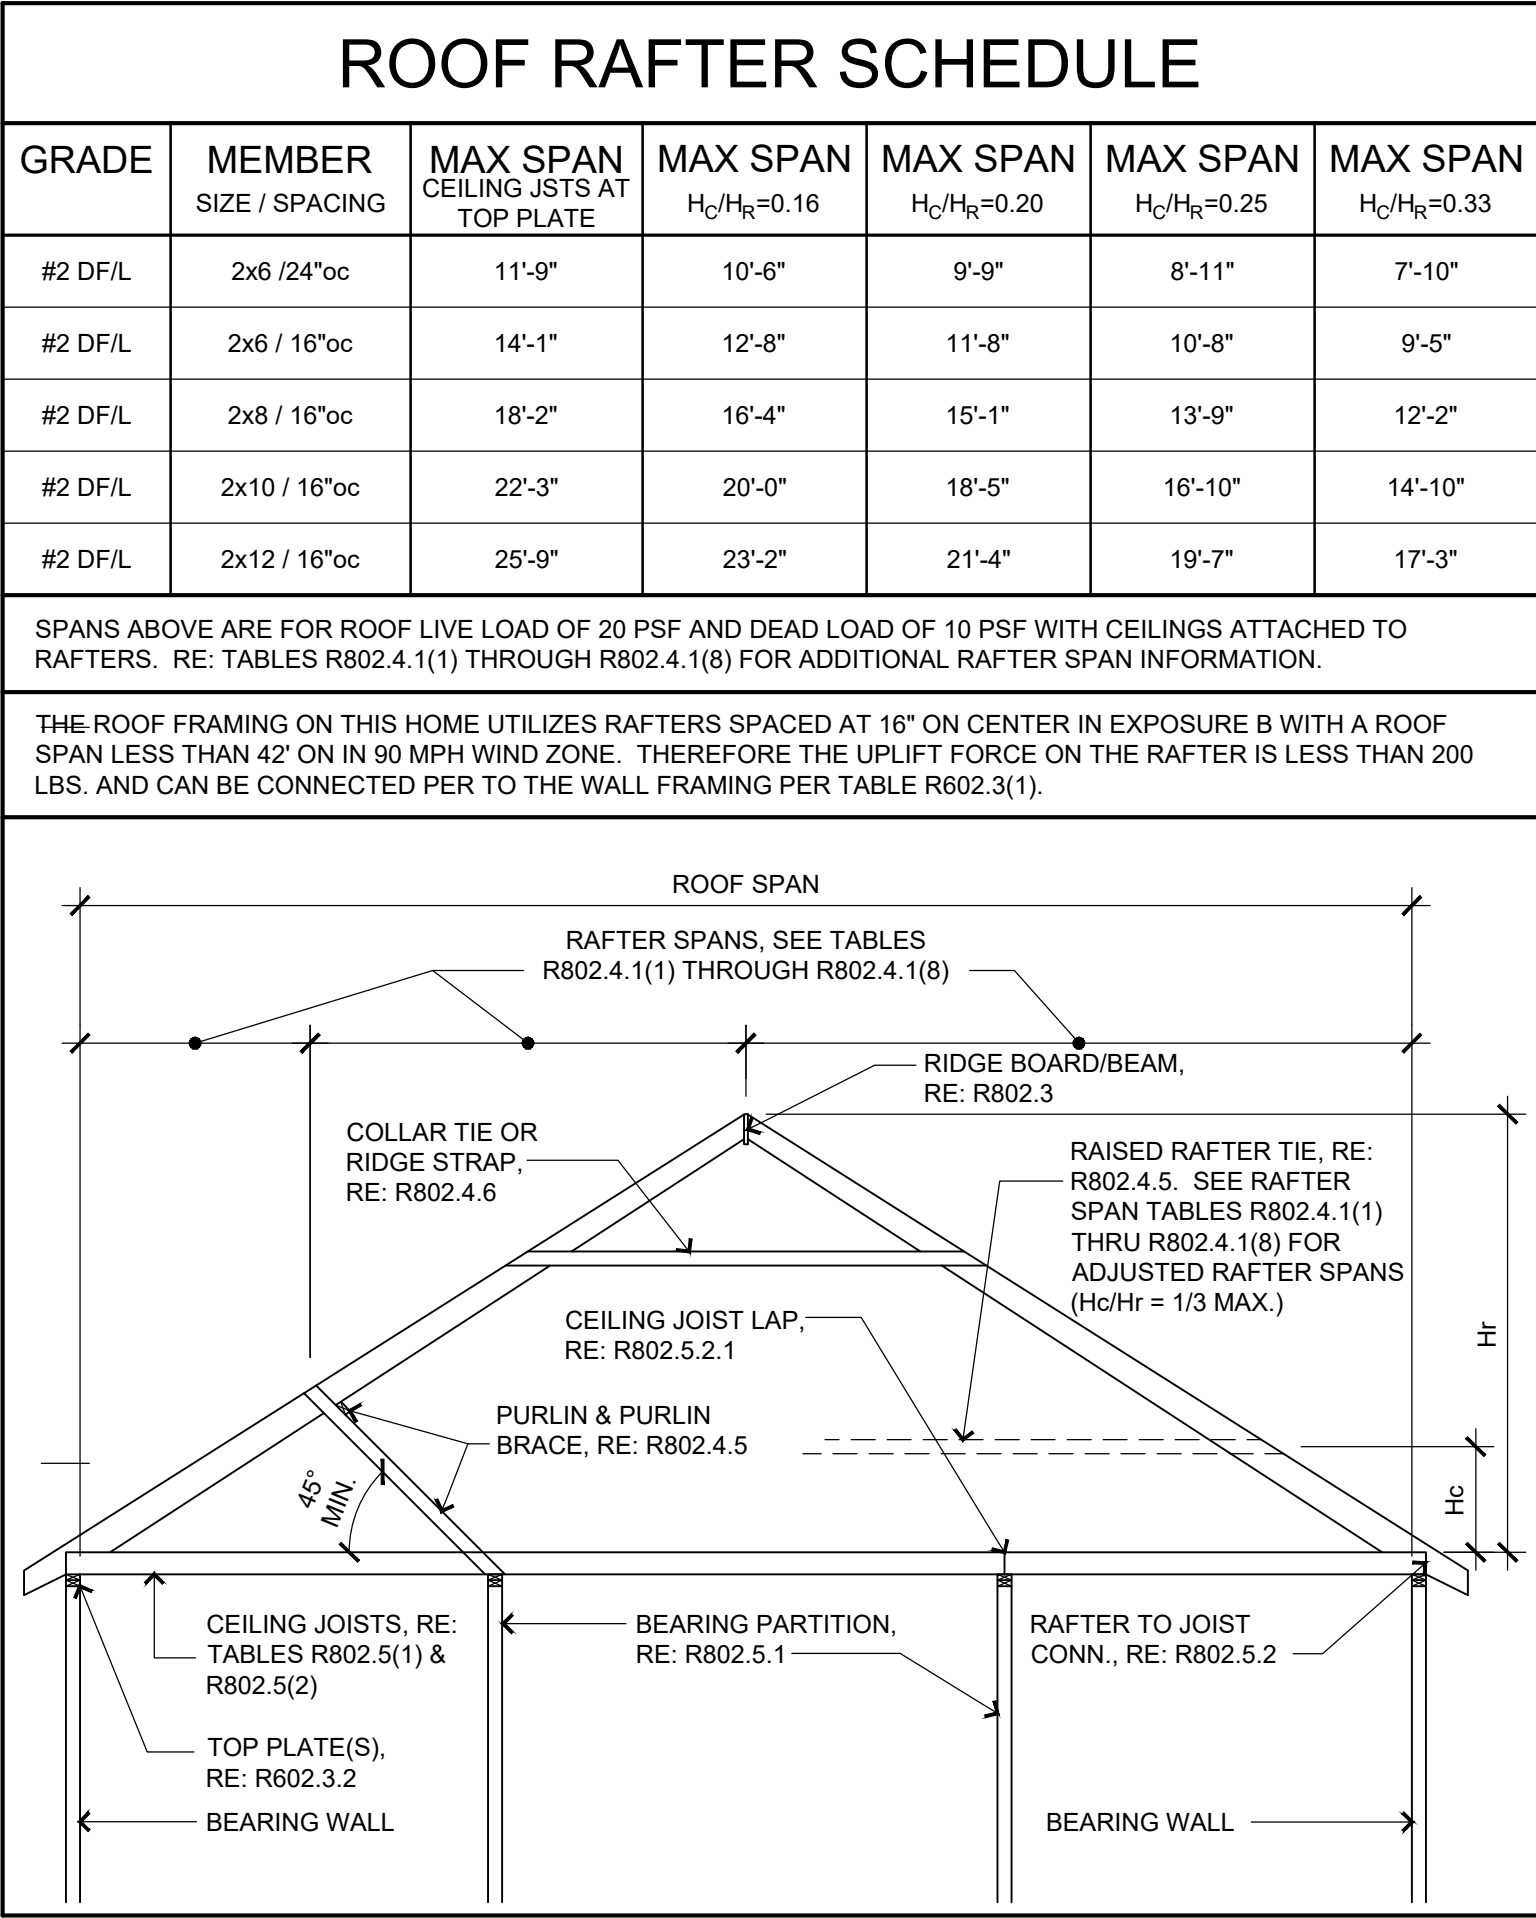 ROOF RAFTER SCHEDULE
GRADE
MEMBER
SIZE / SPACING
MAX SPAN
CEILING JSTS AT
TOP PLATE
MAX SPAN
HC/HR=0.16
MAX SPAN
HC/HR=0.20
MAX SPAN
HC/HR=0.25
MAX SPAN
HC/HR=0.33
#2 DF/L 2x6 /24"oc 11'-9" 10'-6" 9'-9" 8'-11" 7'-10"
#2 DF/L 2x6 / 16"oc 14'-1" 12'-8" 11'-8" 10'-8" 9'-5"
#2 DF/L 2x8 / 16"oc 18'-2" 16'-4" 15'-1" 13'-9" 12'-2"
#2 DF/L 2x10 / 16"oc 22'-3" 20'-0" 18'-5" 16'-10" 14'-10"
#2 DF/L 2x12 / 16"oc 25'-9" 23'-2" 21'-4" 19'-7" 17'-3"
SPANS ABOVE ARE FOR ROOF LIVE LOAD OF 20 PSF AND DEAD LOAD OF 10 PSF WITH CEILINGS ATTACHED TO
RAFTERS. RE: TABLES R802.4.1(1) THROUGH R802.4.1(8) FOR ADDITIONAL RAFTER SPAN INFORMATION.
THE ROOF FRAMING ON THIS HOME UTILIZES RAFTERS SPACED AT 16" ON CENTER IN EXPOSURE B WITH A ROOF
SPAN LESS THAN 42' ON IN 90 MPH WIND ZONE. THEREFORE THE UPLIFT FORCE ON THE RAFTER IS LESS THAN 200
LBS. AND CAN BE CONNECTED PER TO THE WALL FRAMING PER TABLE R602.3(1).
ROOF SPAN
RAFTER SPANS, SEE TABLES
R802.4.1(1) THROUGH R802.4.1(8)
RIDGE BOARD/BEAM,
RE: R802.3
COLLAR TIE OR
RIDGE STRAP,
RE: R802.4.6
RAISED RAFTER TIE, RE:
R802.4.5. SEE RAFTER
SPAN TABLES R802.4.1(1)
THRU R802.4.1(8) FOR
ADJUSTED RAFTER SPANS
(Hc/Hr = 1/3 MAX.)
Hr
CEILING JOIST LAP,
RE: R802.5.2.1
PURLIN & PURLIN
BRACE, RE: R802.4.5
45°
MIN.
Hc
CEILING JOISTS, RE:
TABLES R802.5(1) &
R802.5(2)
BEARING PARTITION,
RE: R802.5.1
RAFTER TO JOIST
CONN., RE: R802.5.2
TOP PLATE(S),
RE: R602.3.2
BEARING WALL
BEARING WALL